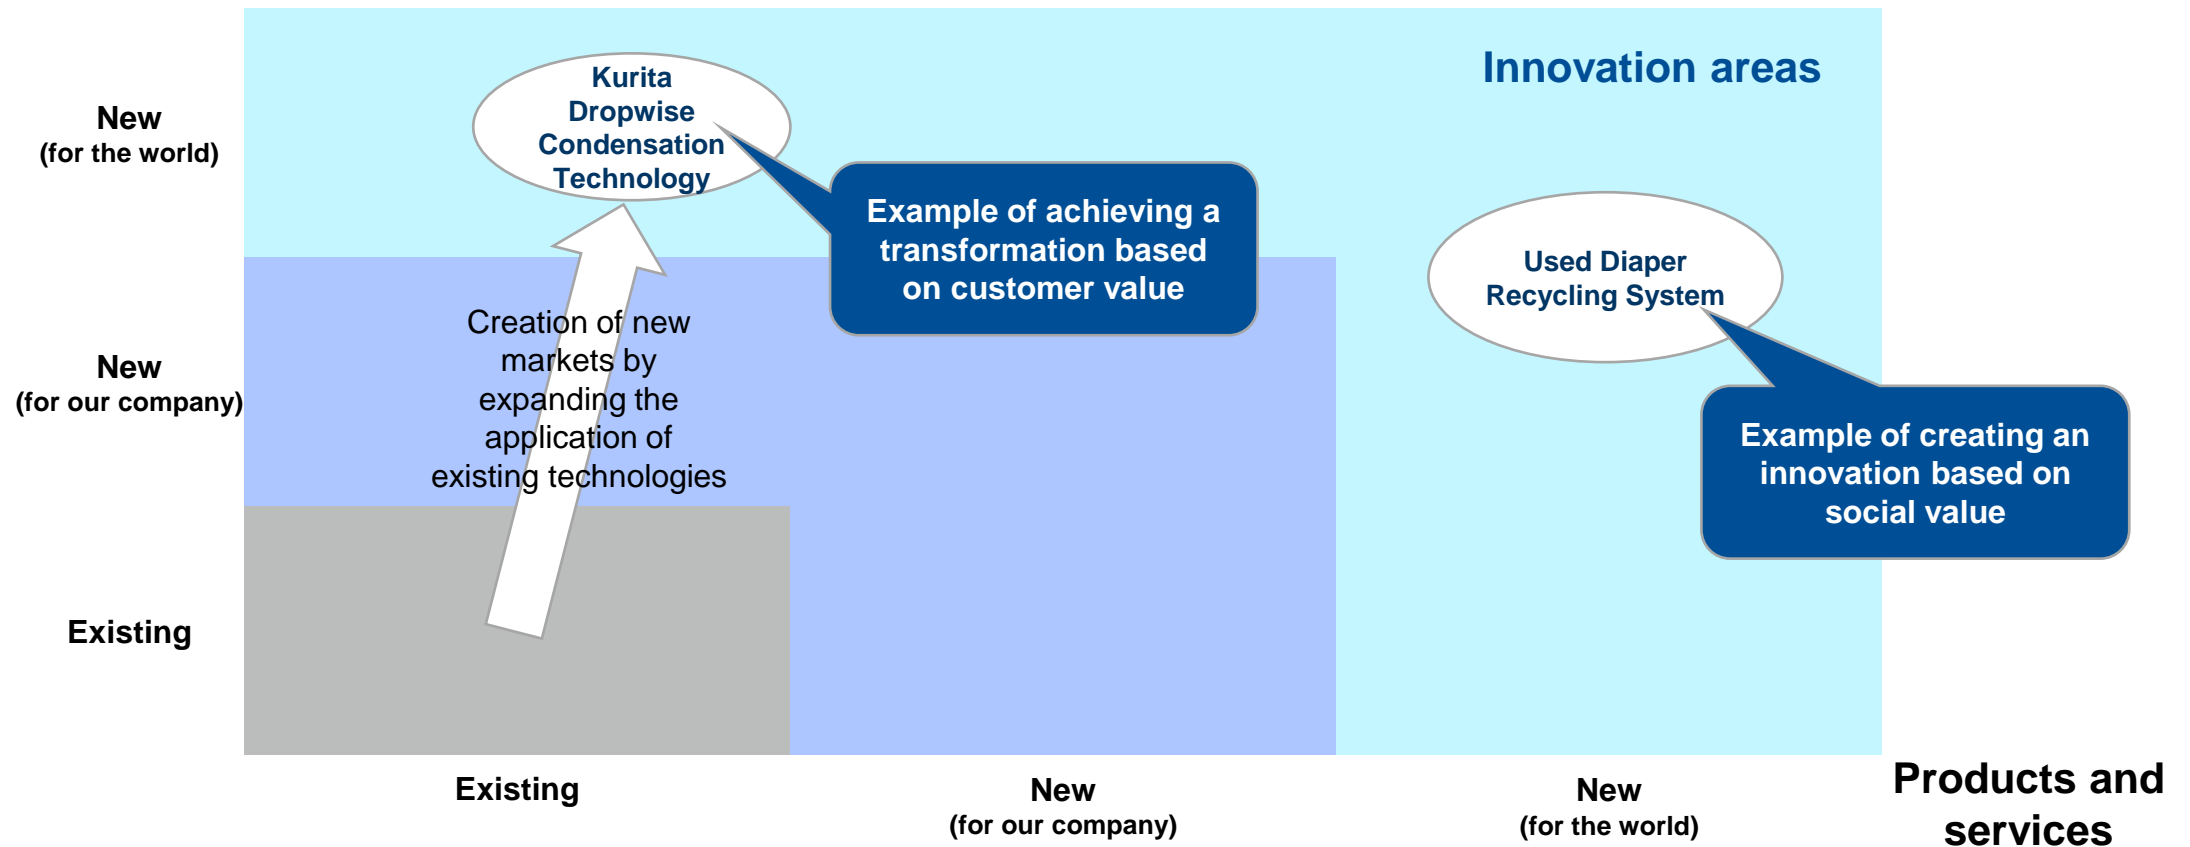 Innovation areas
Kurita
Dropwise
Condensation
Technology
New
(for the world)
Example of achieving a
transformation based
on customer value
Used Diaper
Recycling System
Creation of new
markets by
expanding the
application of
existing technologies
New
(for our company)
Example of creating an
innovation based on
social value
Existing
Existing
New
(for our company)
New
(for the world)
Products and
services